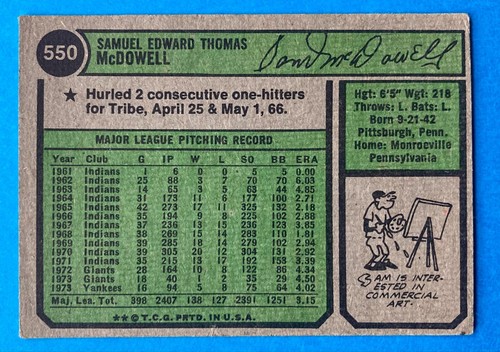 550
SAMUEL EDWARD THOMAS
McDOWELL
Sam McDowell
★ Hurled 2 consecutive one-hitters
for Tribe, April 25 & May 1, 66.
Hgt: 6'5" Wgt: 218
Throws: L. Bats: L.
Born 9-21-42
Pittsburgh, Penn.
Home: Monroeville
Pennsylvania
MAJOR LEAGUE PITCHING RECORD
Year Club G IP W L SO BB ERA
1961 Indians 1 6 0 0 5 5 0.00
1962 Indians 25 88 3 7 70 70 6.03
1963 Indians 14 65 3 5 63 44 4.85
1964 Indians 31 173 11 6 177 100 2.71
1965 Indians 42 273 17 11 325 132 2.18
1966 Indians 35 194 9 8 225 102 2.88
1967 Indians 37 236 13 15 236 123 3.85
1968 Indians 38 269 15 14 283 110 1.81
1969 Indians 39 285 18 14 279 102 2.94
1970 Indians 39 305 20 12 304 131 2.92
1971 Indians 35 215 13 17 192 153 3.39
1972 Giants 28 164 10 8 122 86 4.34
1973 Giants 18 40 1 2 35 29 4.50
1973 Yankees 16 96 5 8 75 64 4.02
Maj. Lea. Tot. 398 2407 138 127 2391 1251 3.15
★★ © T.C.G. PRTD. IN U.S.A.
SAM IS INTER-
ESTED IN
COMMERCIAL
ART.